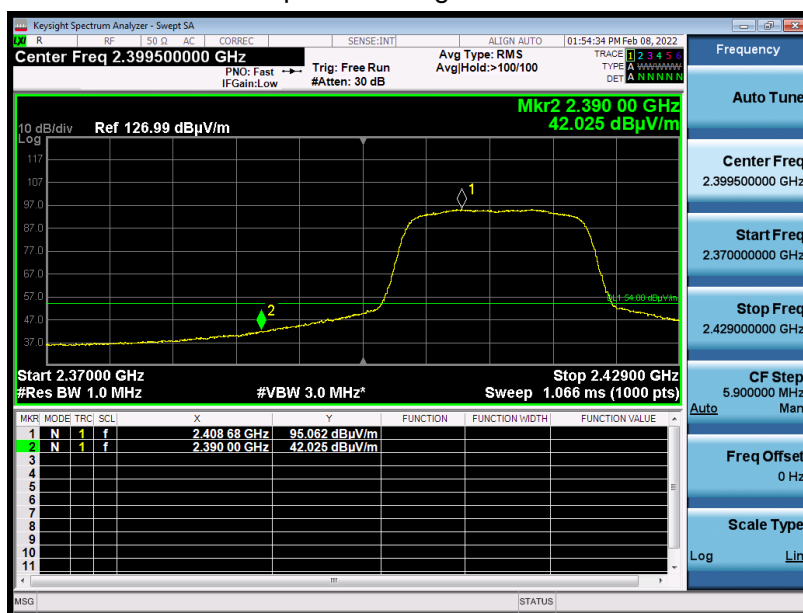 Keysight Spectrum Analyzer - Swept SA
LXI R RF 50 Ω AC CORREC SENSE:INT ALIGN AUTO 01:54:34 PM Feb 08, 2022
Center Freq 2.399500000 GHz
PNO: Fast
IFGain:Low
Trig: Free Run
#Atten: 30 dB
Avg Type: RMS
Avg|Hold:>100/100
TRACE 1 2 3 4 5 6
TYPE A WWWWW
DET A N N N N N
Mkr2 2.390 00 GHz
42.025 dBµV/m
10 dB/div Ref 126.99 dBµV/m
Log
117
107
97.0
87.0
77.0
67.0
57.0
47.0
37.0
1
2
DL1 54.00 dBµV/m
Start 2.37000 GHz Stop 2.42900 GHz
#Res BW 1.0 MHz #VBW 3.0 MHz* Sweep 1.066 ms (1000 pts)
MKR MODE TRC SCL X Y FUNCTION FUNCTION WIDTH FUNCTION VALUE
1 N 1 f 2.408 68 GHz 95.062 dBµV/m
2 N 1 f 2.390 00 GHz 42.025 dBµV/m
3
4
5
6
7
8
9
10
11
MSG STATUS
Frequency
Auto Tune
Center Freq
2.399500000 GHz
Start Freq
2.370000000 GHz
Stop Freq
2.429000000 GHz
CF Step
5.900000 MHz
Auto Man
Freq Offset
0 Hz
Scale Type
Log Lin